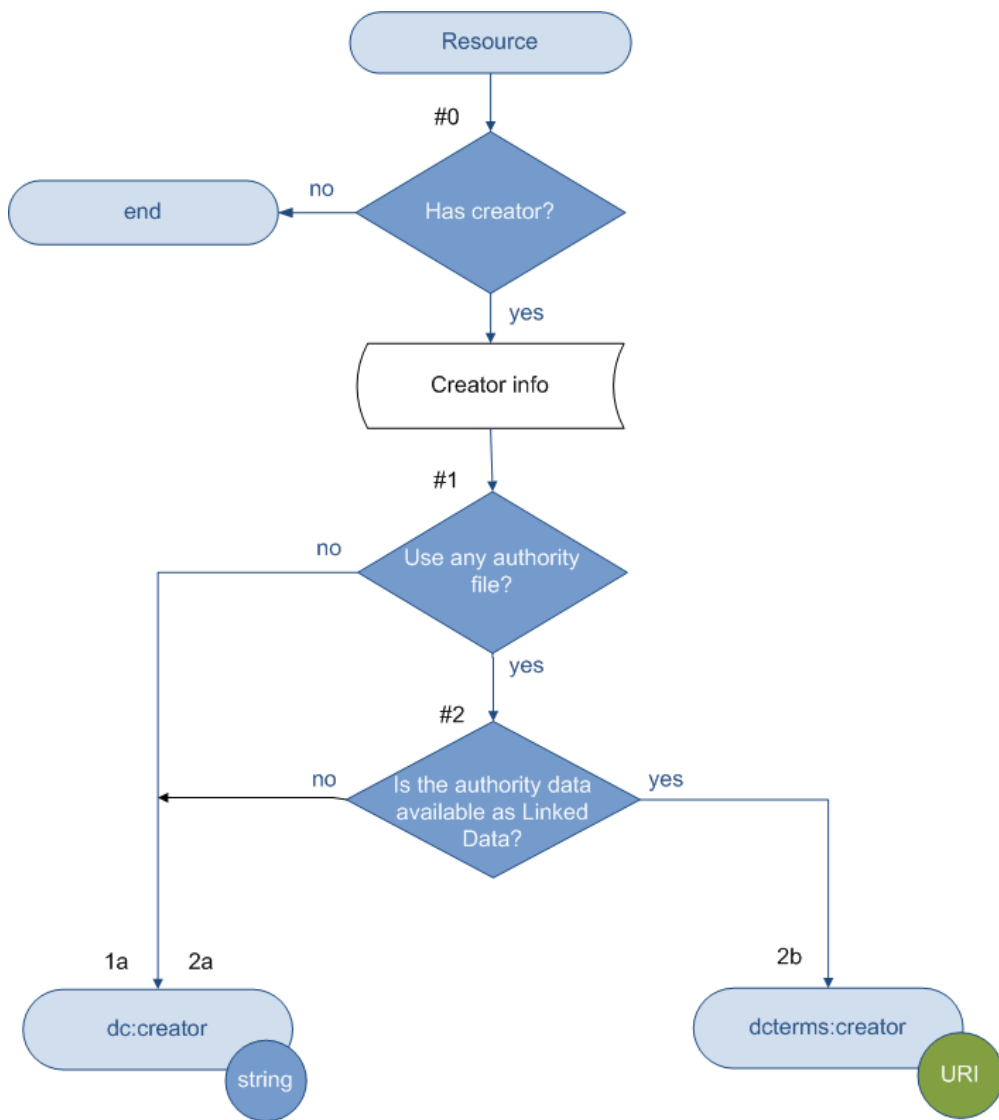 Resource
#0
Has creator?
no
end
yes
Creator info
#1
Use any authority
file?
no
yes
#2
Is the authority data
available as Linked
Data?
no
yes
1a
2a
2b
dc:creator
string
dcterms:creator
URI